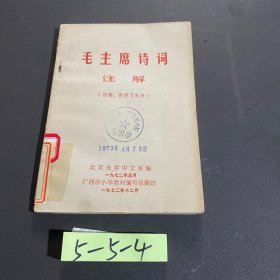 毛主席诗词
注解
(初稿，供学习参考)
1973年4月25日
北京大学中文系编
一九七二年五月
广西中小学教材编写组翻印
一九七二年十二月
5-5-4